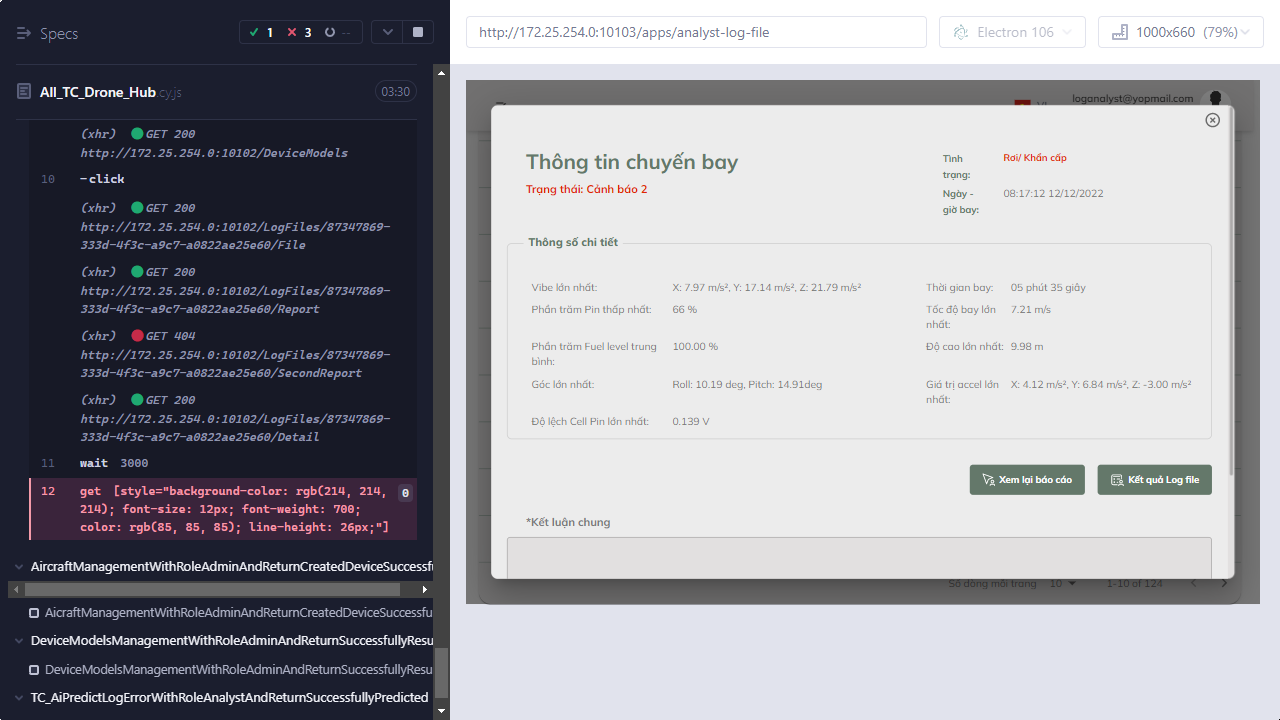 Specs
1
3
--
http://172.25.254.0:10103/apps/analyst-log-file
Electron 106
1000x660 (79%)
All_TC_Drone_Hub.cy.js
03:30
(xhr) GET 200
http://172.25.254.0:10102/DeviceModels
10 -click
(xhr) GET 200
http://172.25.254.0:10102/LogFiles/87347869-
333d-4f3c-a9c7-a0822ae25e60/File
(xhr) GET 200
http://172.25.254.0:10102/LogFiles/87347869-
333d-4f3c-a9c7-a0822ae25e60/Report
(xhr) GET 404
http://172.25.254.0:10102/LogFiles/87347869-
333d-4f3c-a9c7-a0822ae25e60/SecondReport
(xhr) GET 200
http://172.25.254.0:10102/LogFiles/87347869-
333d-4f3c-a9c7-a0822ae25e60/Detail
11 wait 3000
12 get [style="background-color: rgb(214, 214, 0
214); font-size: 12px; font-weight: 700;
color: rgb(85, 85, 85); line-height: 26px;"]
AircraftManagementWithRoleAdminAndReturnCreatedDeviceSuccessf
AicraftManagementWithRoleAdminAndReturnCreatedDeviceSuccessfu
DeviceModelsManagementWithRoleAdminAndReturnSuccessfullyResu
DeviceModelsManagementWithRoleAdminAndReturnSuccessfullyResu
TC_AiPredictLogErrorWithRoleAnalystAndReturnSuccessfullyPredicted
loganalyst@yopmail.com
Thông tin chuyến bay
Trạng thái: Cảnh báo 2
Tình
trạng:
Rơi/ Khẩn cấp
Ngày -
giờ bay:
08:17:12 12/12/2022
Thông số chi tiết
Vibe lớn nhất: X: 7.97 m/s², Y: 17.14 m/s², Z: 21.79 m/s²
Thời gian bay: 05 phút 35 giây
Phần trăm Pin thấp nhất: 66 %
Tốc độ bay lớn
nhất:
7.21 m/s
Phần trăm Fuel level trung
bình:
100.00 %
Độ cao lớn nhất: 9.98 m
Góc lớn nhất: Roll: 10.19 deg, Pitch: 14.91deg
Giá trị accel lớn
nhất:
X: 4.12 m/s², Y: 6.84 m/s², Z: -3.00 m/s²
Độ lệch Cell Pin lớn nhất: 0.139 V
Xem lại báo cáo
Kết quả Log file
*Kết luận chung
Số dòng mỗi trang 10 1-10 of 124